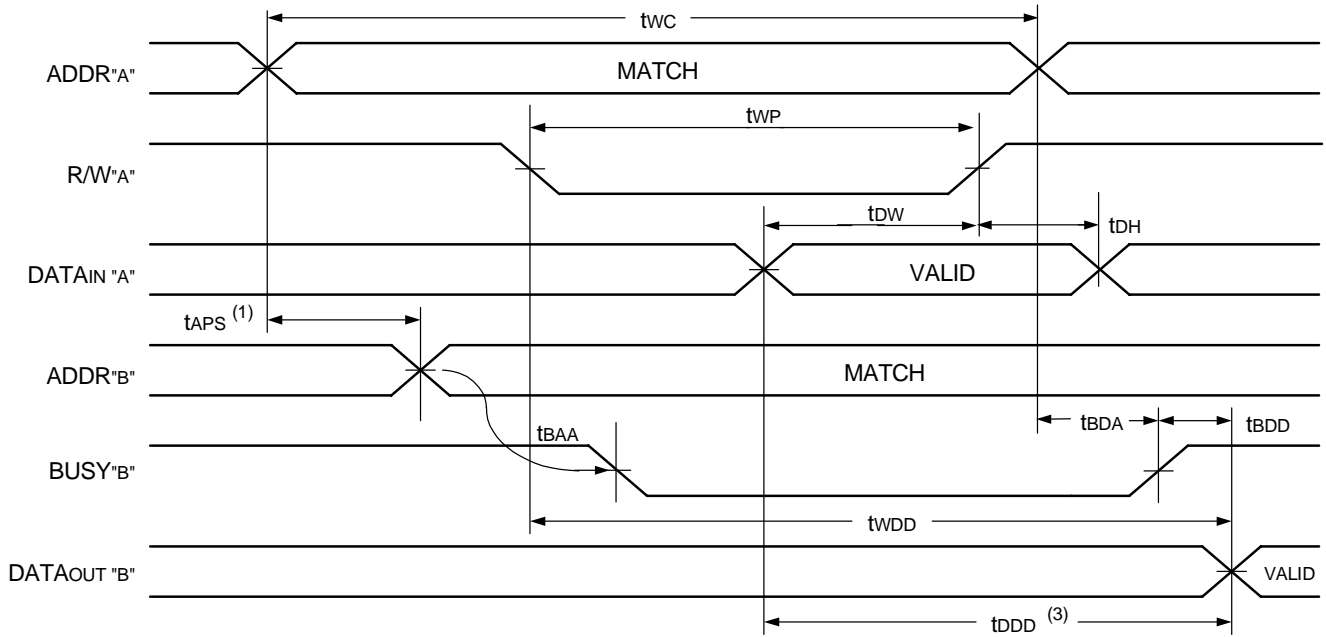 tWC
ADDR"A" MATCH
tWP
R/W"A"
tDW tDH
DATAIN "A" VALID
tAPS (1)
ADDR"B" MATCH
tBAA tBDA tBDD
BUSY"B"
tWDD
DATAOUT "B" VALID
tDDD (3)